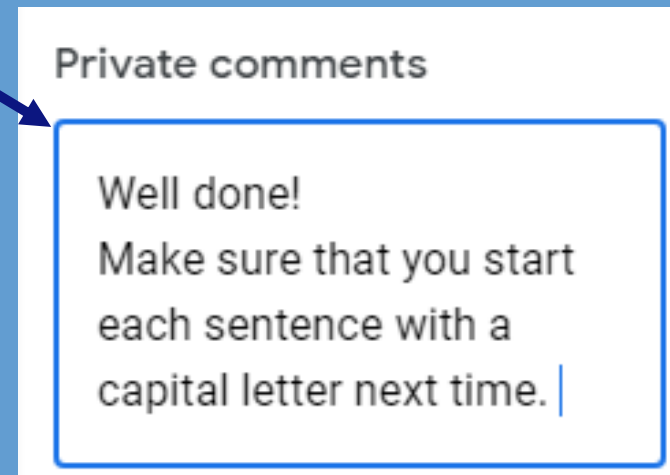 Private comments
Well done!
Make sure that you start
each sentence with a
capital letter next time.